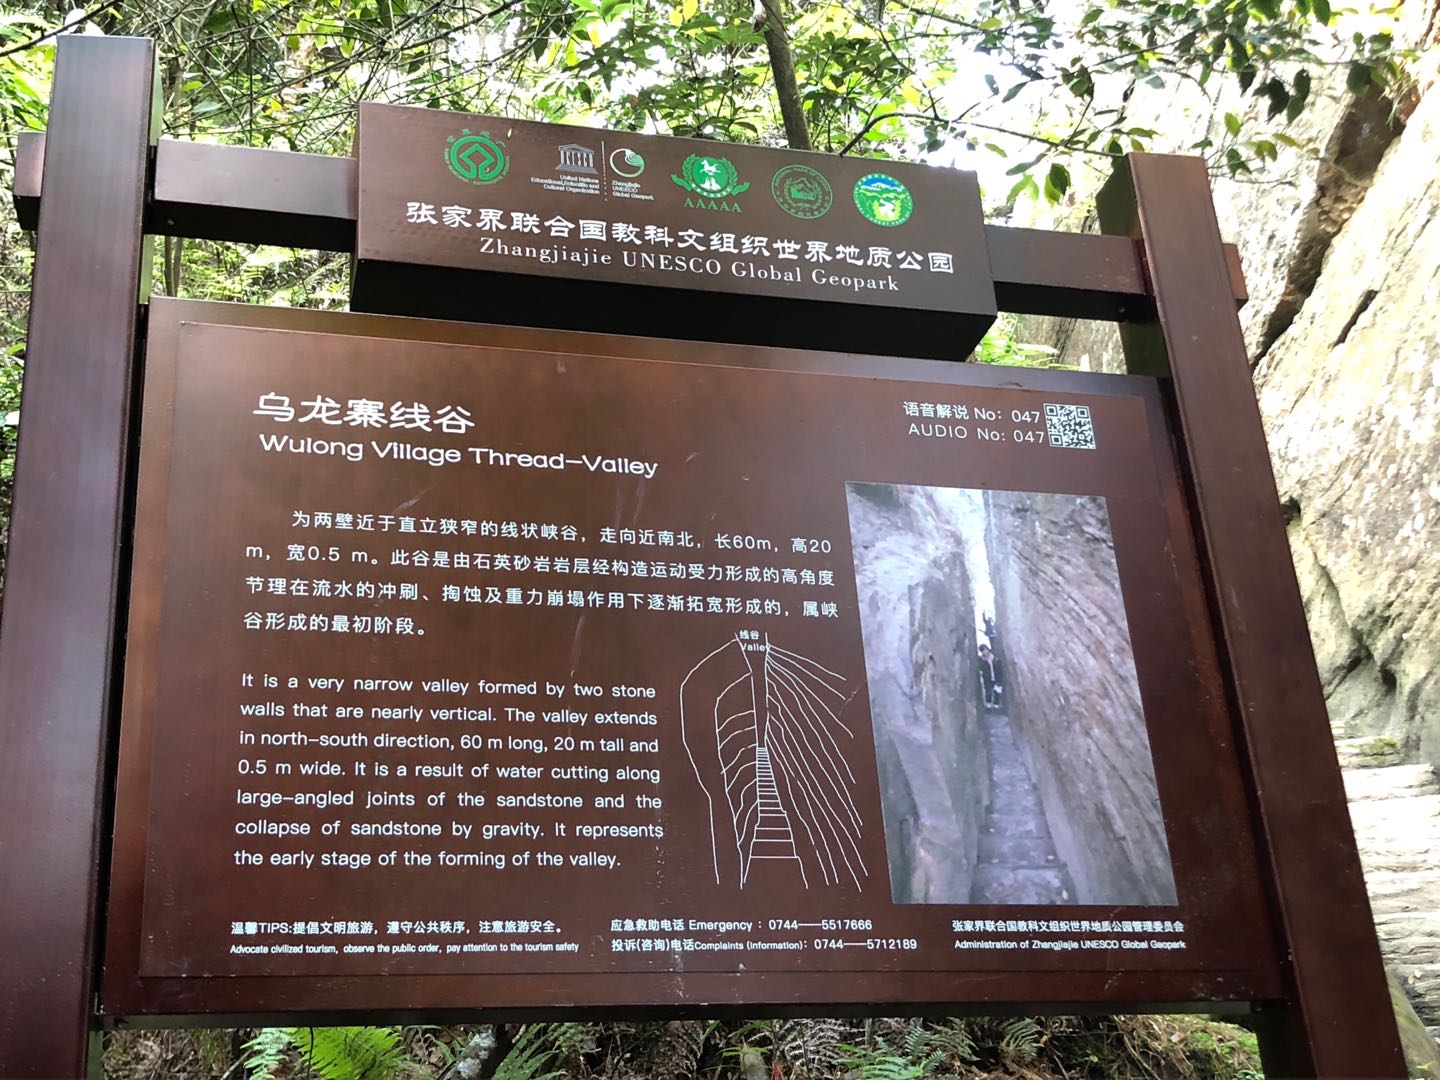 United Nations
Educational, Scientific and
Cultural Organization
Zhangjiajie
UNESCO
Global Geopark
AAAAA
张家界联合国教科文组织世界地质公园
Zhangjiajie UNESCO Global Geopark
乌龙寨线谷
Wulong Village Thread-Valley
语音解说 No: 047
AUDIO No: 047
为两壁近于直立狭窄的线状峡谷，走向近南北，长60m，高20
m，宽0.5 m。此谷是由石英砂岩岩层经构造运动受力形成的高角度
节理在流水的冲刷、掏蚀及重力崩塌作用下逐渐拓宽形成的，属峡
谷形成的最初阶段。
线谷
Valley
It is a very narrow valley formed by two stone
walls that are nearly vertical. The valley extends
in north-south direction, 60 m long, 20 m tall and
0.5 m wide. It is a result of water cutting along
large-angled joints of the sandstone and the
collapse of sandstone by gravity. It represents
the early stage of the forming of the valley.
温馨TIPS:提倡文明旅游，遵守公共秩序，注意旅游安全。
Advocate civilized tourism, observe the public order, pay attention to the tourism safety
应急救助电话 Emergency : 0744——5517666
投诉(咨询)电话Complaints (information): 0744——5712189
张家界联合国教科文组织世界地质公园管理委员会
Administration of Zhangjiajie UNESCO Global Geopark